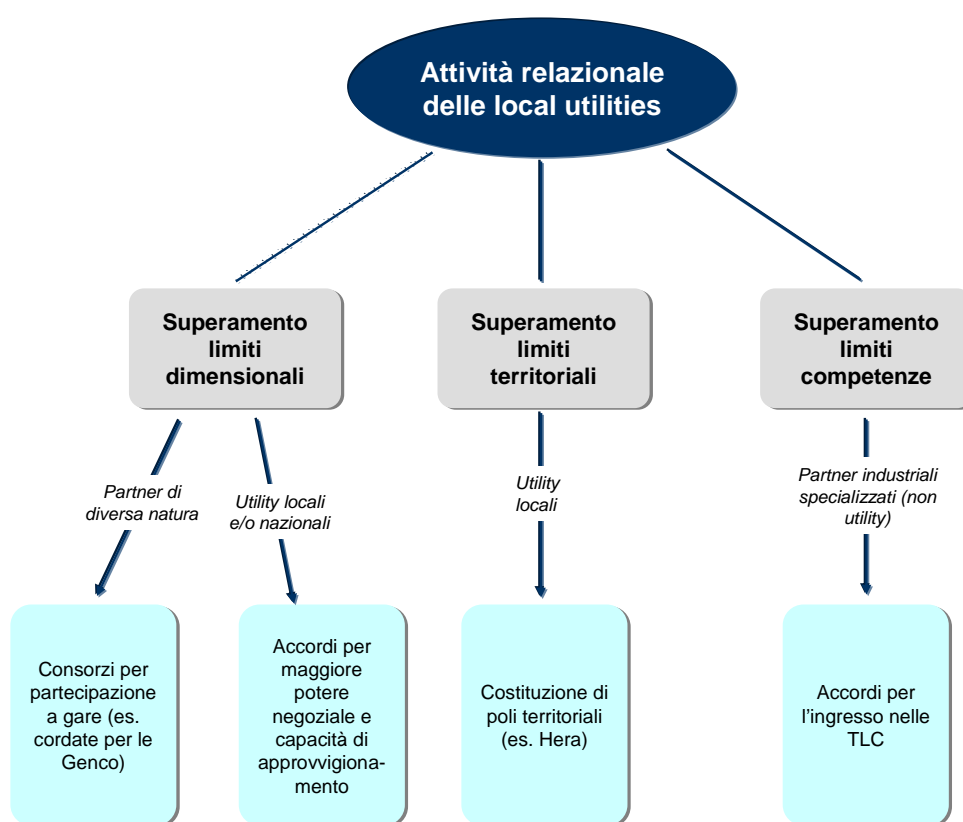 Attività relazionale
delle local utilities
Superamento
limiti
dimensionali
Superamento
limiti
territoriali
Superamento
limiti
competenze
Partner di
diversa natura
Utility locali
e/o nazionali
Utility
locali
Partner industriali
specializzati (non
utility)
Consorzi per
partecipazione
a gare (es.
cordate per le
Genco)
Accordi per
maggiore
potere
negoziale e
capacità di
approvvigiona-
mento
Costituzione di
poli territoriali
(es. Hera)
Accordi per
l’ingresso nelle
TLC